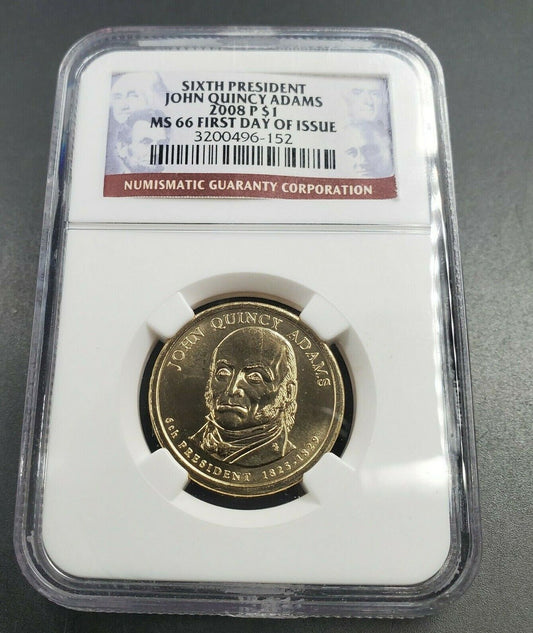 SIXTH PRESIDENT
JOHN QUINCY ADAMS
2008 P $1
MS 66 FIRST DAY OF ISSUE
3200496-152
NUMISMATIC GUARANTY CORPORATION
JOHN QUINCY ADAMS
6th PRESIDENT 1825-1829